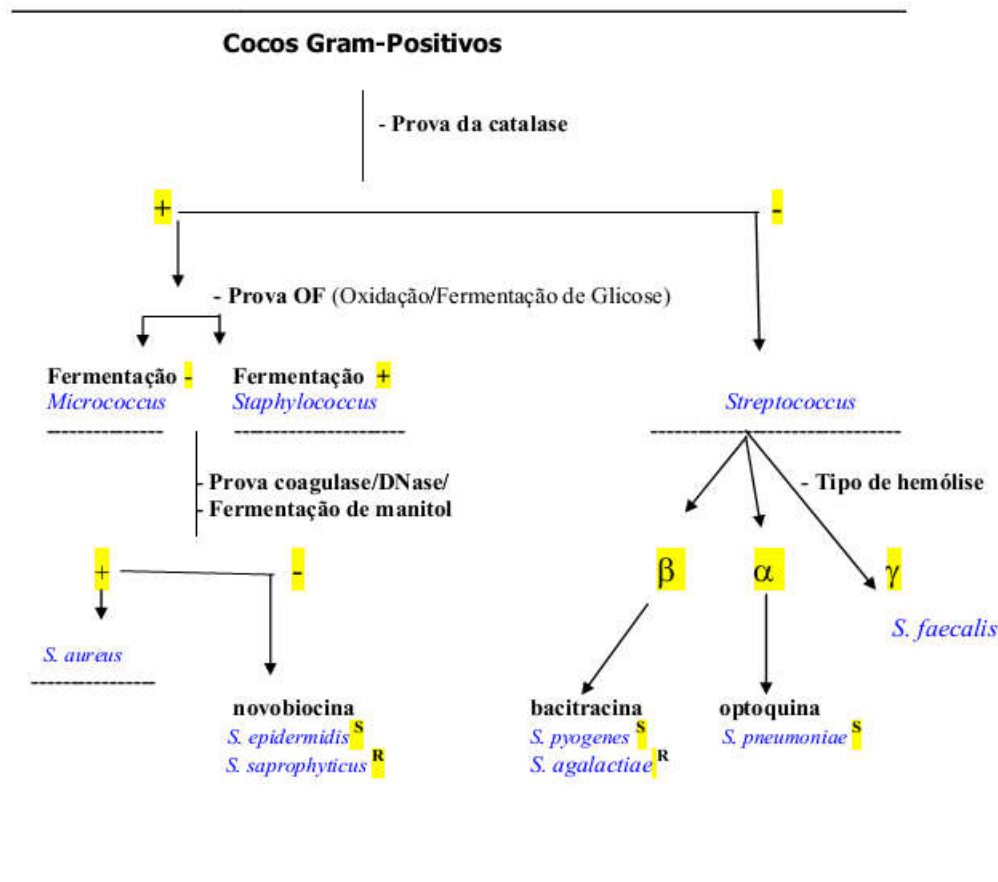 Cocos Gram-Positivos
- Prova da catalase
+
-
- Prova OF (Oxidação/Fermentação de Glicose)
Fermentação -
Micrococcus
Fermentação +
Staphylococcus
Streptococcus
---------------
----------------------
--------------------------------
- Prova coagulase/DNase/
- Fermentação de manitol
- Tipo de hemólise
+
-
β
α
γ
S. faecalis
S. aureus
----------------
novobiocina
S. epidermidis S
S. saprophyticus R
bacitracina
S. pyogenes S
S. agalactiae R
optoquina
S. pneumoniae S